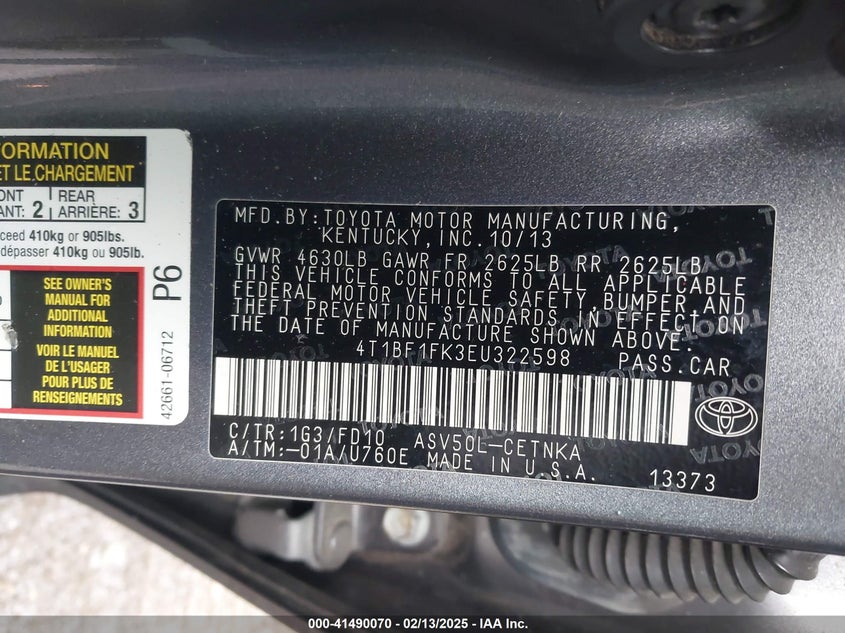 FORMATION
ET LE CHARGEMENT
REAR
2 ARRIÈRE: 3
410kg or 905lbs.
dépasser 410kg ou 905lb.
SEE OWNER'S
MANUAL FOR
ADDITIONAL
INFORMATION
VOIR LE MANUEL
DE L'USAGER
POUR PLUS DE
RENSEIGNEMENTS
P6
42661-06712
MFD.BY:TOYOTA MOTOR MANUFACTURING,
KENTUCKY, INC.10/13
GVWR 4630LB GAWR FR 2625LB RR 2625LB
THIS VEHICLE CONFORMS TO ALL APPLICABLE
FEDERAL MOTOR VEHICLE SAFETY, BUMPER, AND
THEFT PREVENTION STANDARDS IN EFFECT ON
THE DATE OF MANUFACTURE SHOWN ABOVE.
4T1BF1FK3EU322598 PASS.CAR
C/TR:1G3/FD10 ASV50L-CETNKA
A/TM:-01A/U760E MADE IN U.S.A.
13373
000-41490070 - 02/13/2025 - IAA Inc.